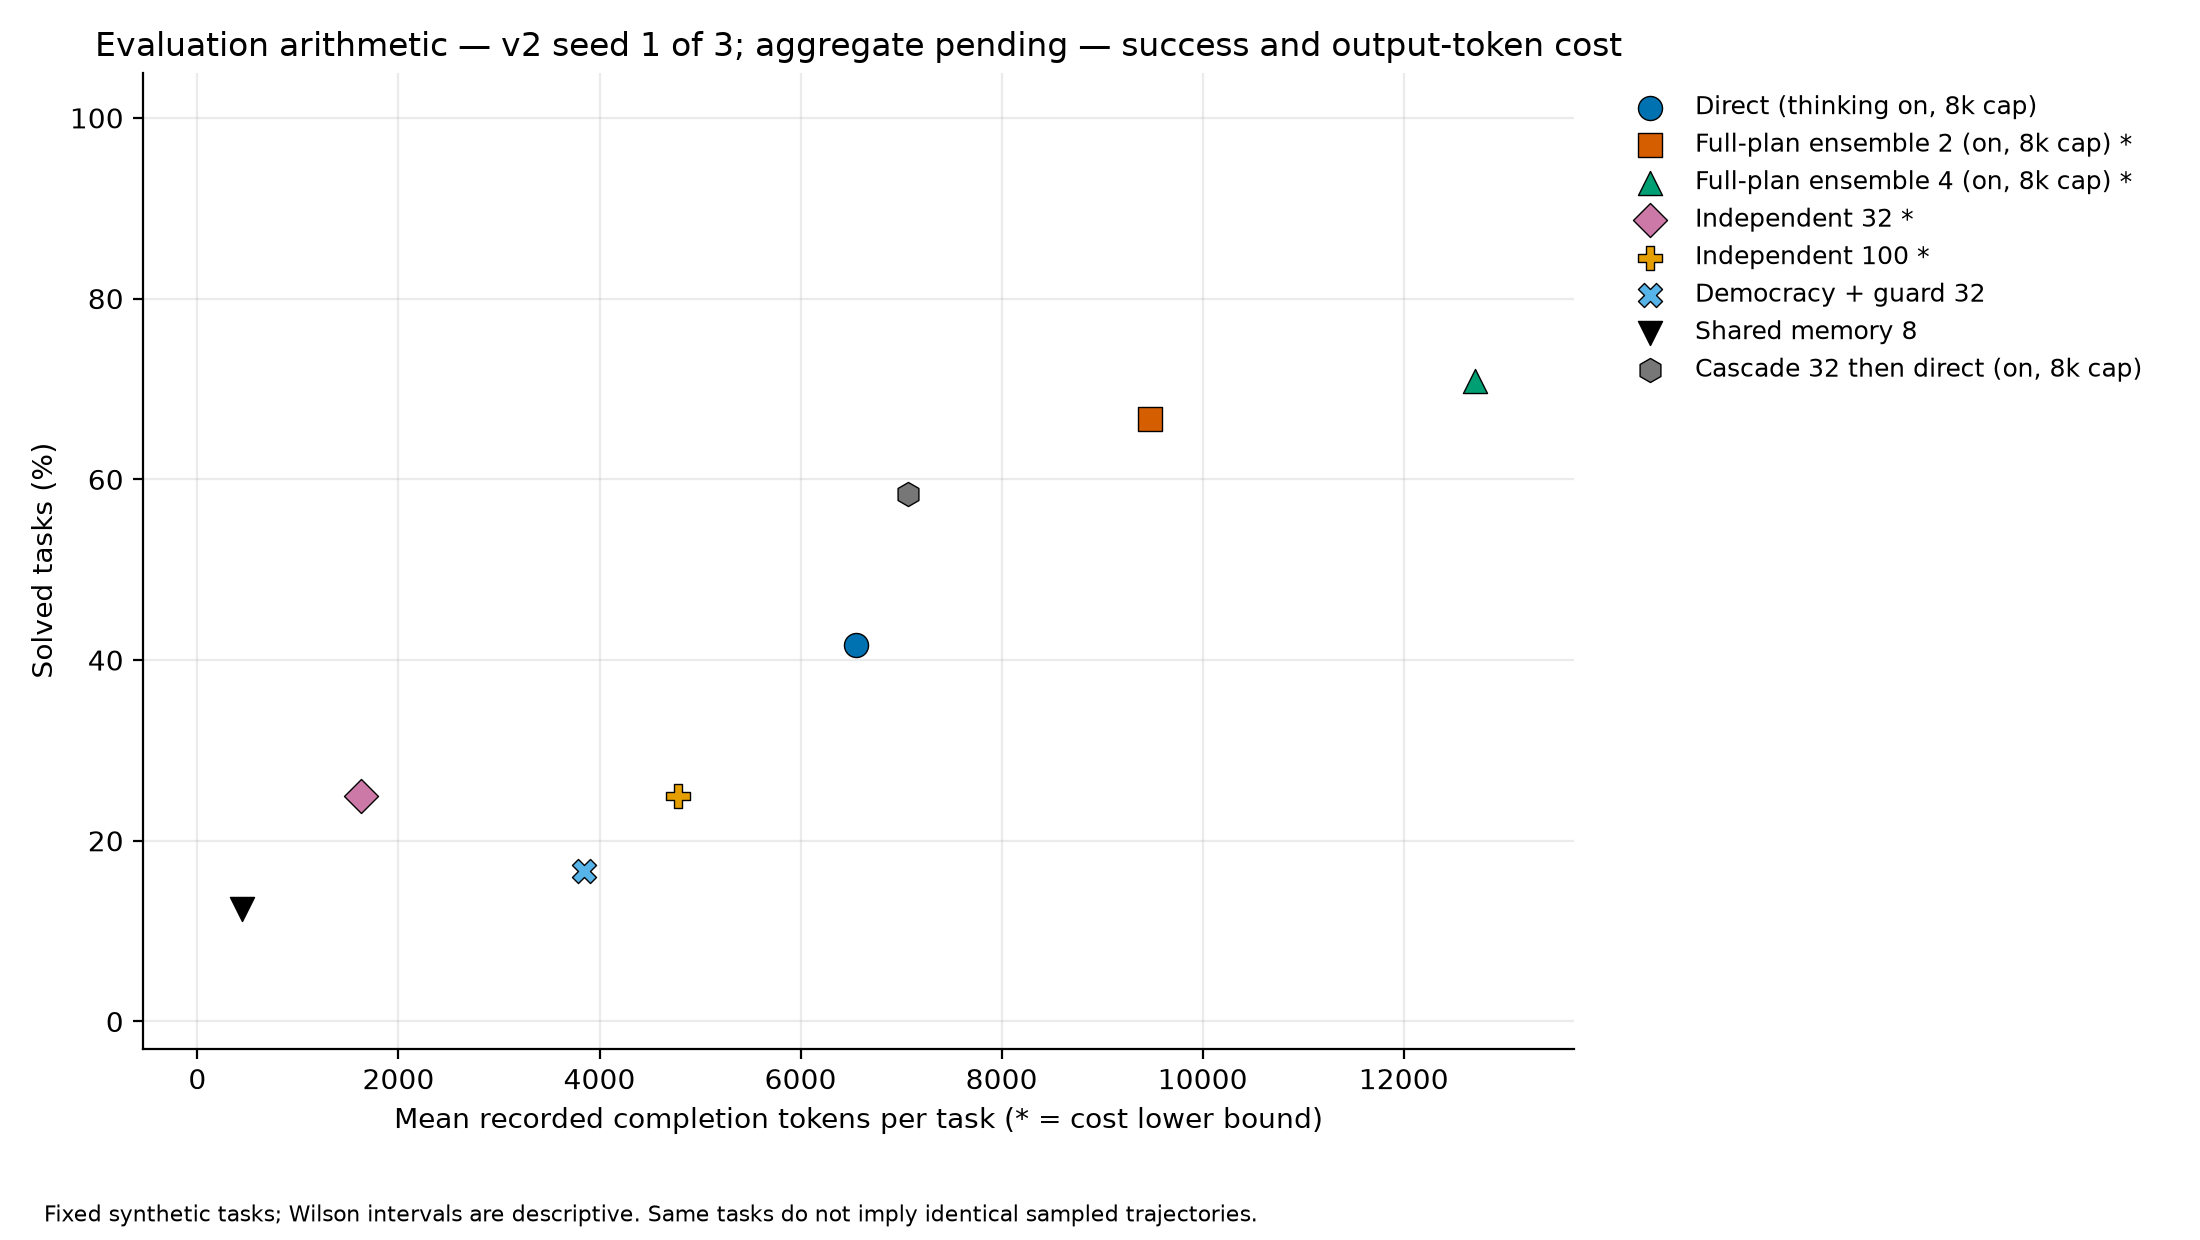 Evaluation arithmetic — v2 seed 1 of 3; aggregate pending — success and output-token cost
Solved tasks (%)
100
80
60
40
20
0
0 2000 4000 6000 8000 10000 12000
Mean recorded completion tokens per task (* = cost lower bound)
Direct (thinking on, 8k cap)
Full-plan ensemble 2 (on, 8k cap) *
Full-plan ensemble 4 (on, 8k cap) *
Independent 32 *
Independent 100 *
Democracy + guard 32
Shared memory 8
Cascade 32 then direct (on, 8k cap)
Fixed synthetic tasks; Wilson intervals are descriptive. Same tasks do not imply identical sampled trajectories.